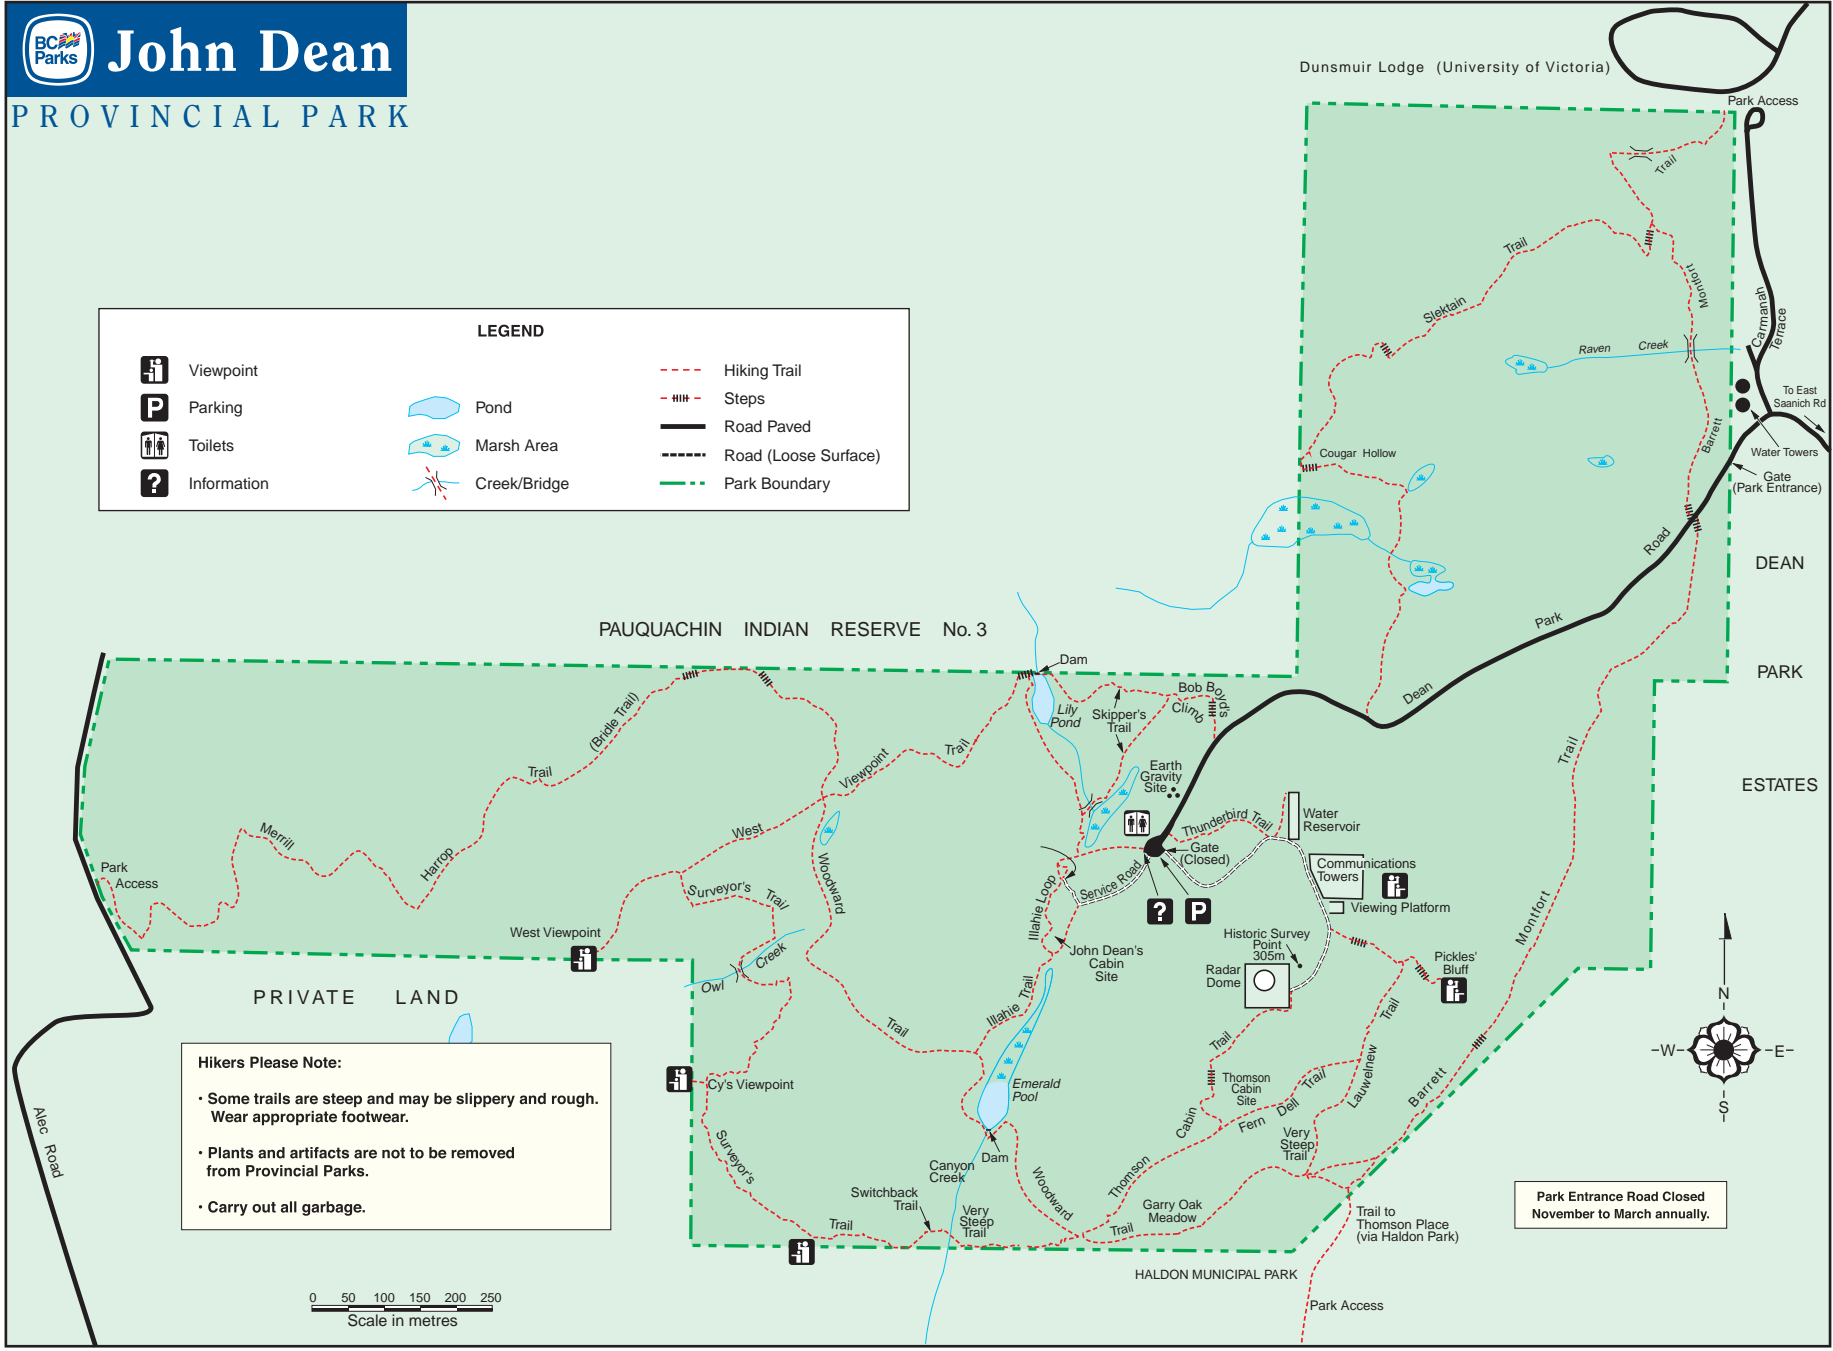 BC
Parks
John Dean
PROVINCIAL PARK
Dunsmuir Lodge (University of Victoria)
Park Access
Trail
LEGEND
Viewpoint
Parking
Toilets
Information
Pond
Marsh Area
Creek/Bridge
Hiking Trail
Steps
Road Paved
Road (Loose Surface)
Park Boundary
P
?
Slektain
Trail
Montfort
Carmanah
Terrace
Raven Creek
To East
Saanich Rd
Barrett
Water Towers
Gate
(Park Entrance)
Cougar Hollow
Road
Park
Dean
DEAN
PARK
ESTATES
PAUQUACHIN INDIAN RESERVE No. 3
Dam
Lily
Pond
Skipper's
Trail
Bob Boyd's
Climb
Earth
Gravity
Site
(Bridle Trail)
Trail
Harrop
Merrill
Park
Access
Viewpoint
Trail
West
Woodward
Trail
Surveyor's
Trail
West Viewpoint
Owl
Creek
PRIVATE LAND
Thunderbird Trail
Water
Reservoir
Gate
(Closed)
Service Road
Communications
Towers
Viewing Platform
?
P
Illahie Loop
John Dean's
Cabin
Site
Historic Survey
Point
305m
Radar
Dome
Pickles'
Bluff
Trail
Montfort
Barrett
Illahie Trail
Emerald
Pool
Dam
Canyon
Creek
Trail
Thomson
Cabin
Site
Cabin
Thomson
Fern
Dell
Trail
Lauwelnew
Trail
Very
Steep
Trail
Cy's Viewpoint
Surveyor's
Trail
Switchback
Trail
Very
Steep
Trail
Woodward
Trail
Garry Oak
Meadow
Trail to
Thomson Place
(via Haldon Park)
HALDON MUNICIPAL PARK
Park Access
N
W
E
S
Hikers Please Note:
· Some trails are steep and may be slippery and rough.
Wear appropriate footwear.
· Plants and artifacts are not to be removed
from Provincial Parks.
· Carry out all garbage.
Park Entrance Road Closed
November to March annually.
Alec Road
0 50 100 150 200 250
Scale in metres